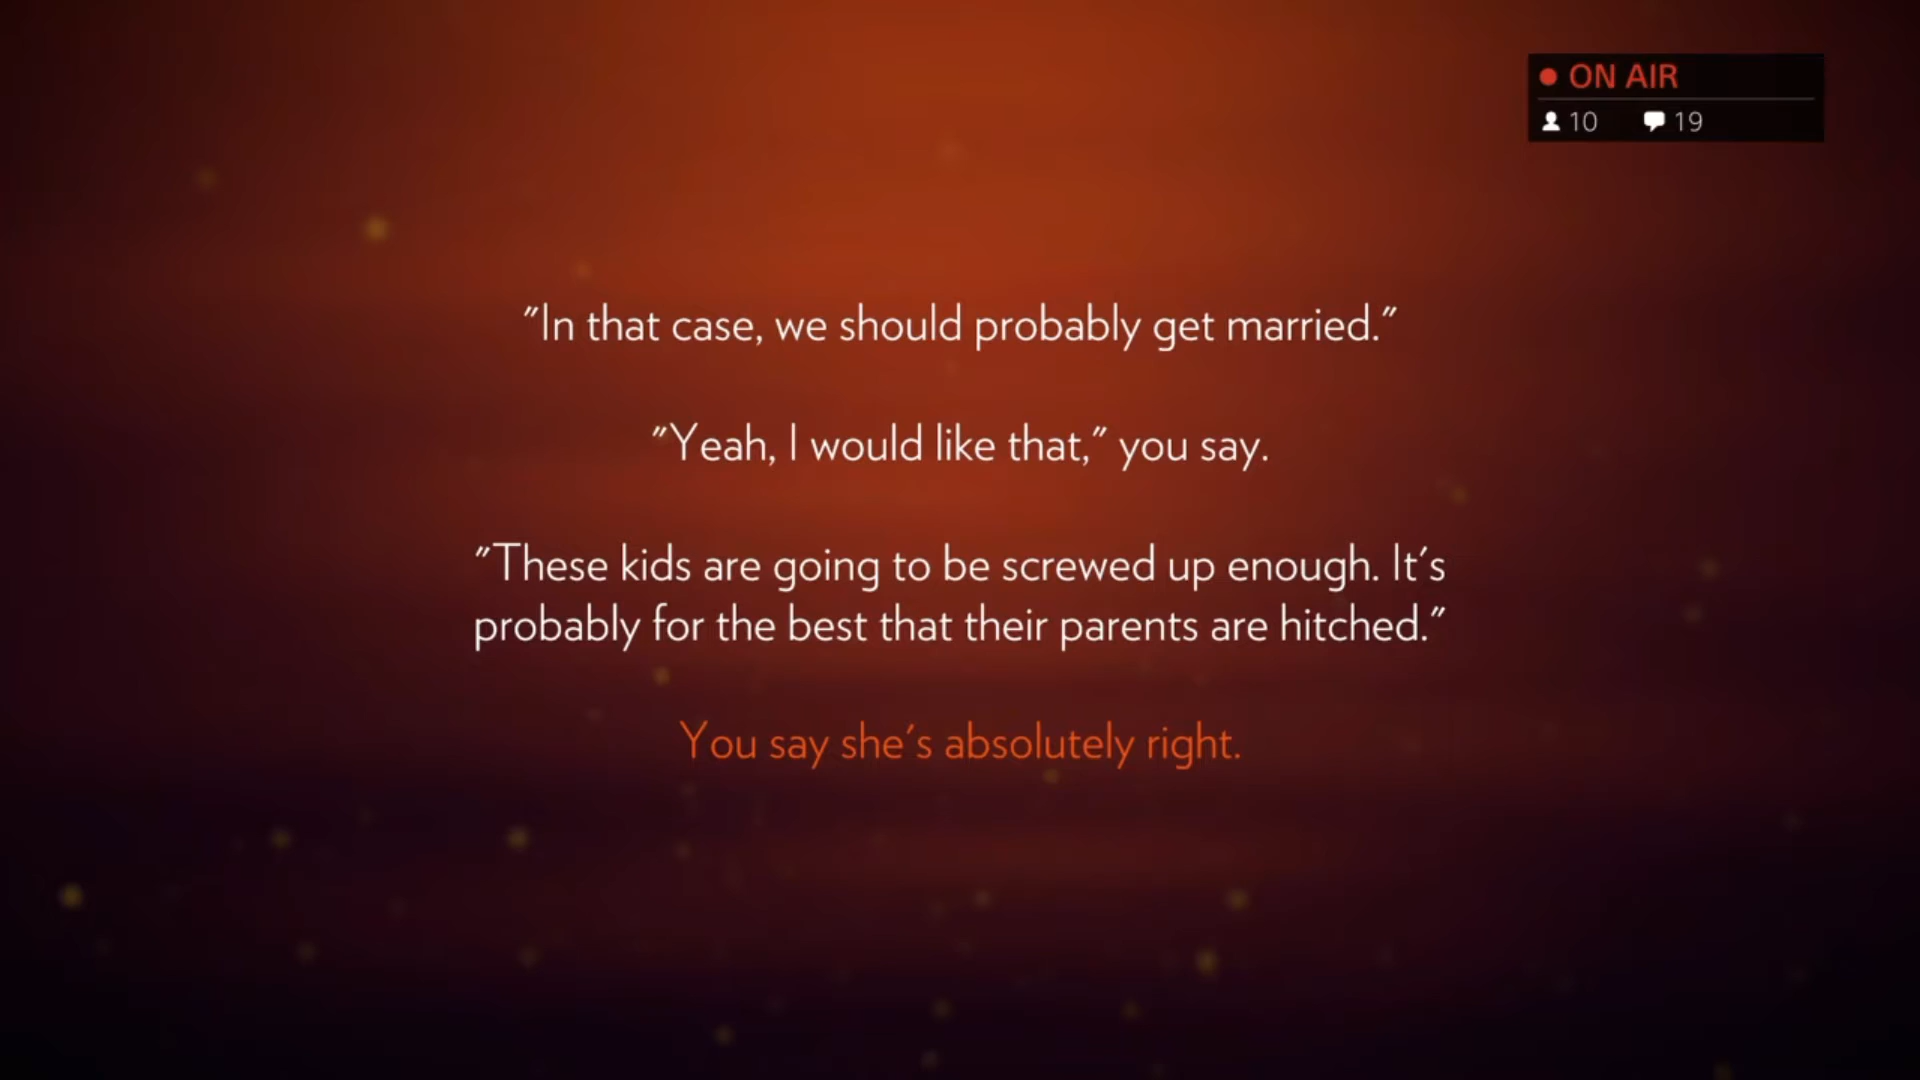 ON AIR
10 19
"In that case, we should probably get married."
"Yeah, I would like that," you say.
"These kids are going to be screwed up enough. It's
probably for the best that their parents are hitched."
You say she's absolutely right.